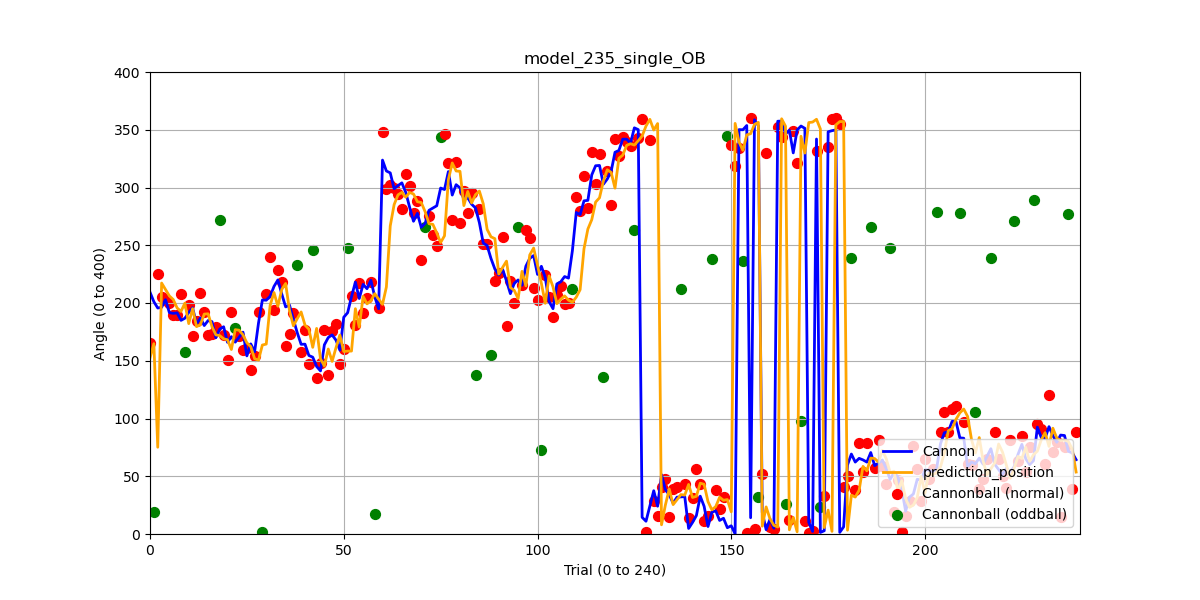 model_235_single_OB
400
350
300
250
200
150
100
50
0
Angle (0 to 400)
0 50 100 150 200
Trial (0 to 240)
Cannon
prediction_position
Cannonball (normal)
Cannonball (oddball)